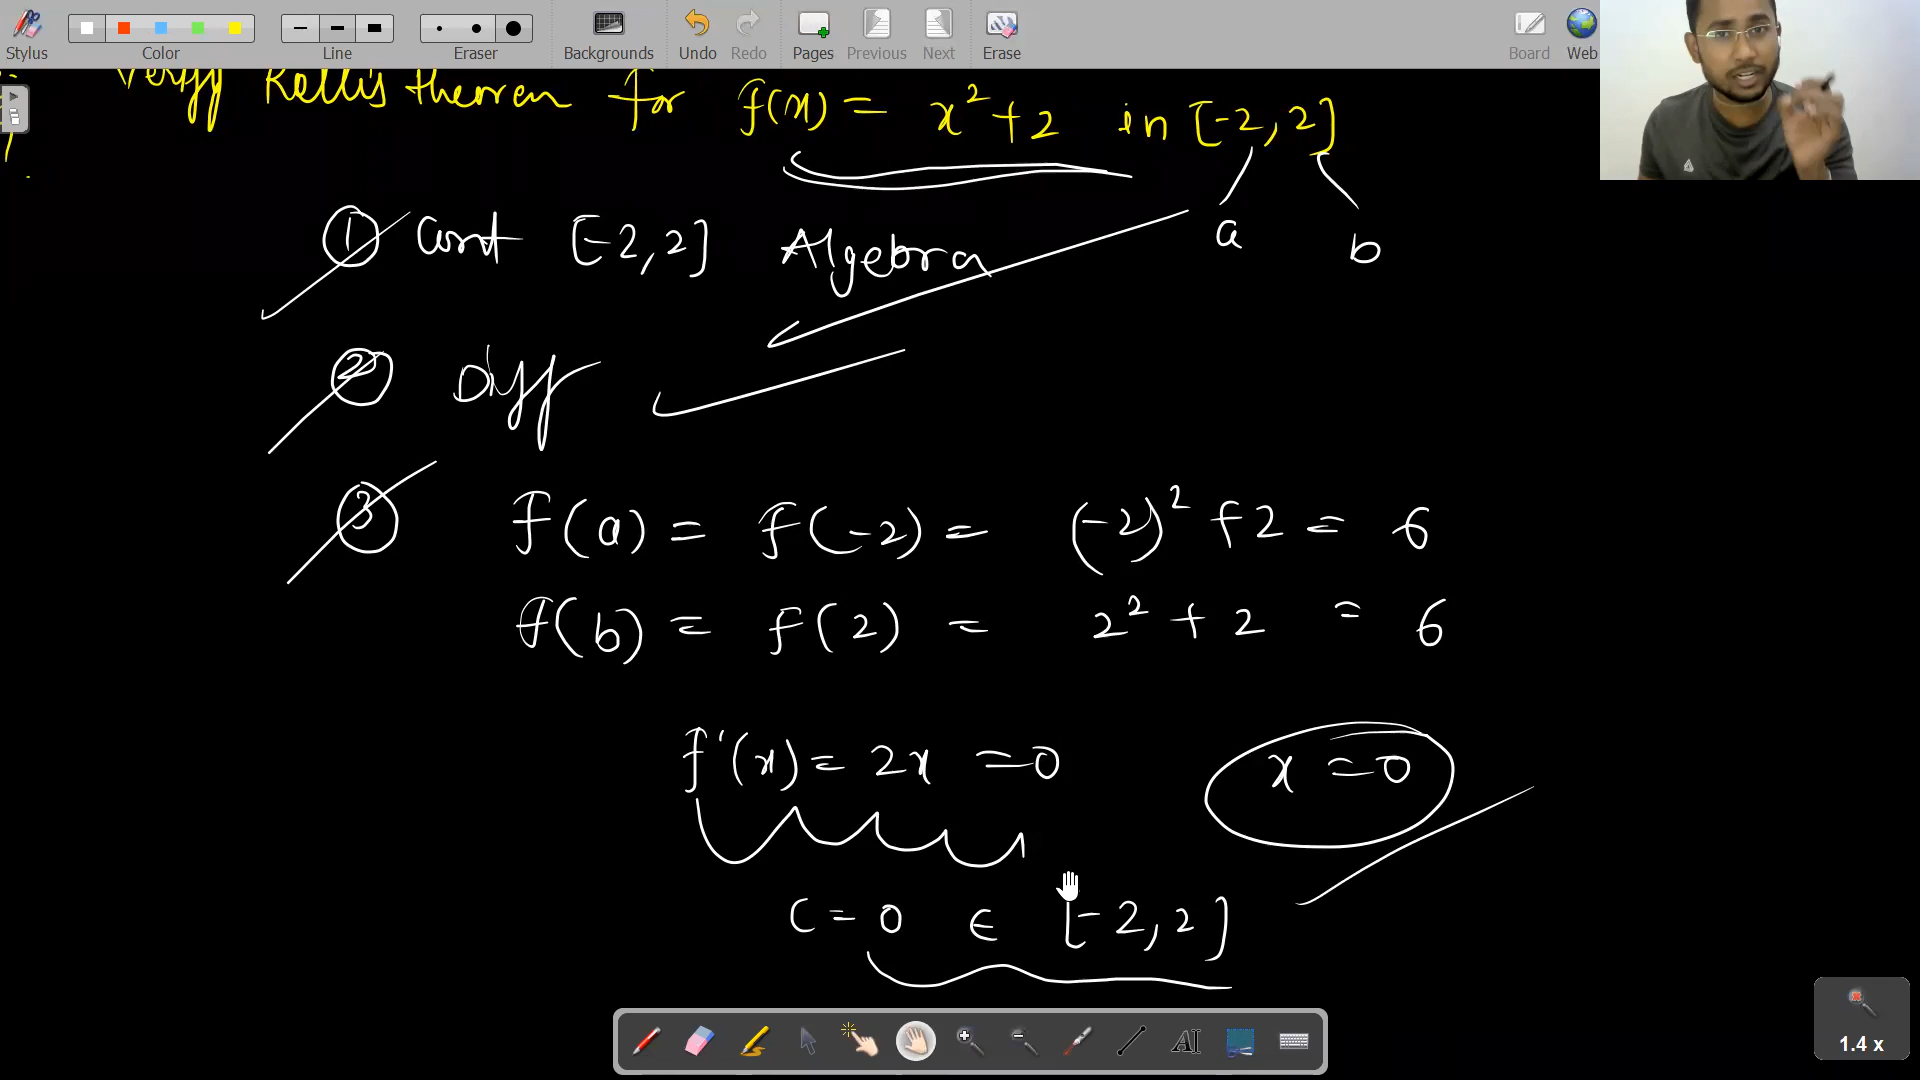 Stylus Color Line Eraser Backgrounds Undo Redo Pages Previous Next Erase Board Web
Verify Rolle's theorem for f(x) = x² + 2 in [-2, 2]
a b
① Cont [-2, 2] Algebra
② Diff
③ f(a) = f(-2) = (-2)² + 2 = 6
f(b) = f(2) = 2² + 2 = 6
f'(x) = 2x = 0 x = 0
C = 0 ∈ [-2, 2]
AI
1.4 x